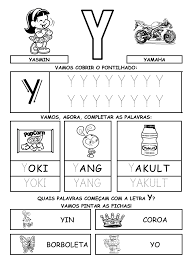 Y
YASMIN
YAMAHA
VAMOS COBRIR O PONTILHADO:
Y Y Y Y Y Y Y Y
Y Y Y Y Y Y Y Y Y
VAMOS, AGORA, COMPLETAR AS PALAVRAS:
PopCorn
YOKI YANG YAKULT
YOKI YANG YAKULT
QUAIS PALAVRAS COMEÇAM COM A LETRA Y?
VAMOS PINTAR AS FICHAS!
YIN COROA
BORBOLETA YO